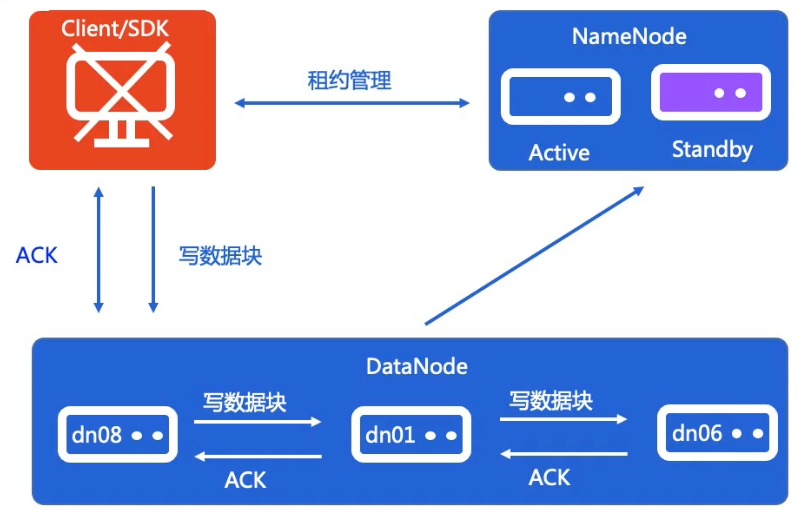 Client/SDK
NameNode
租约管理
Active
Standby
ACK
写数据块
DataNode
写数据块
写数据块
dn08
dn01
dn06
ACK
ACK